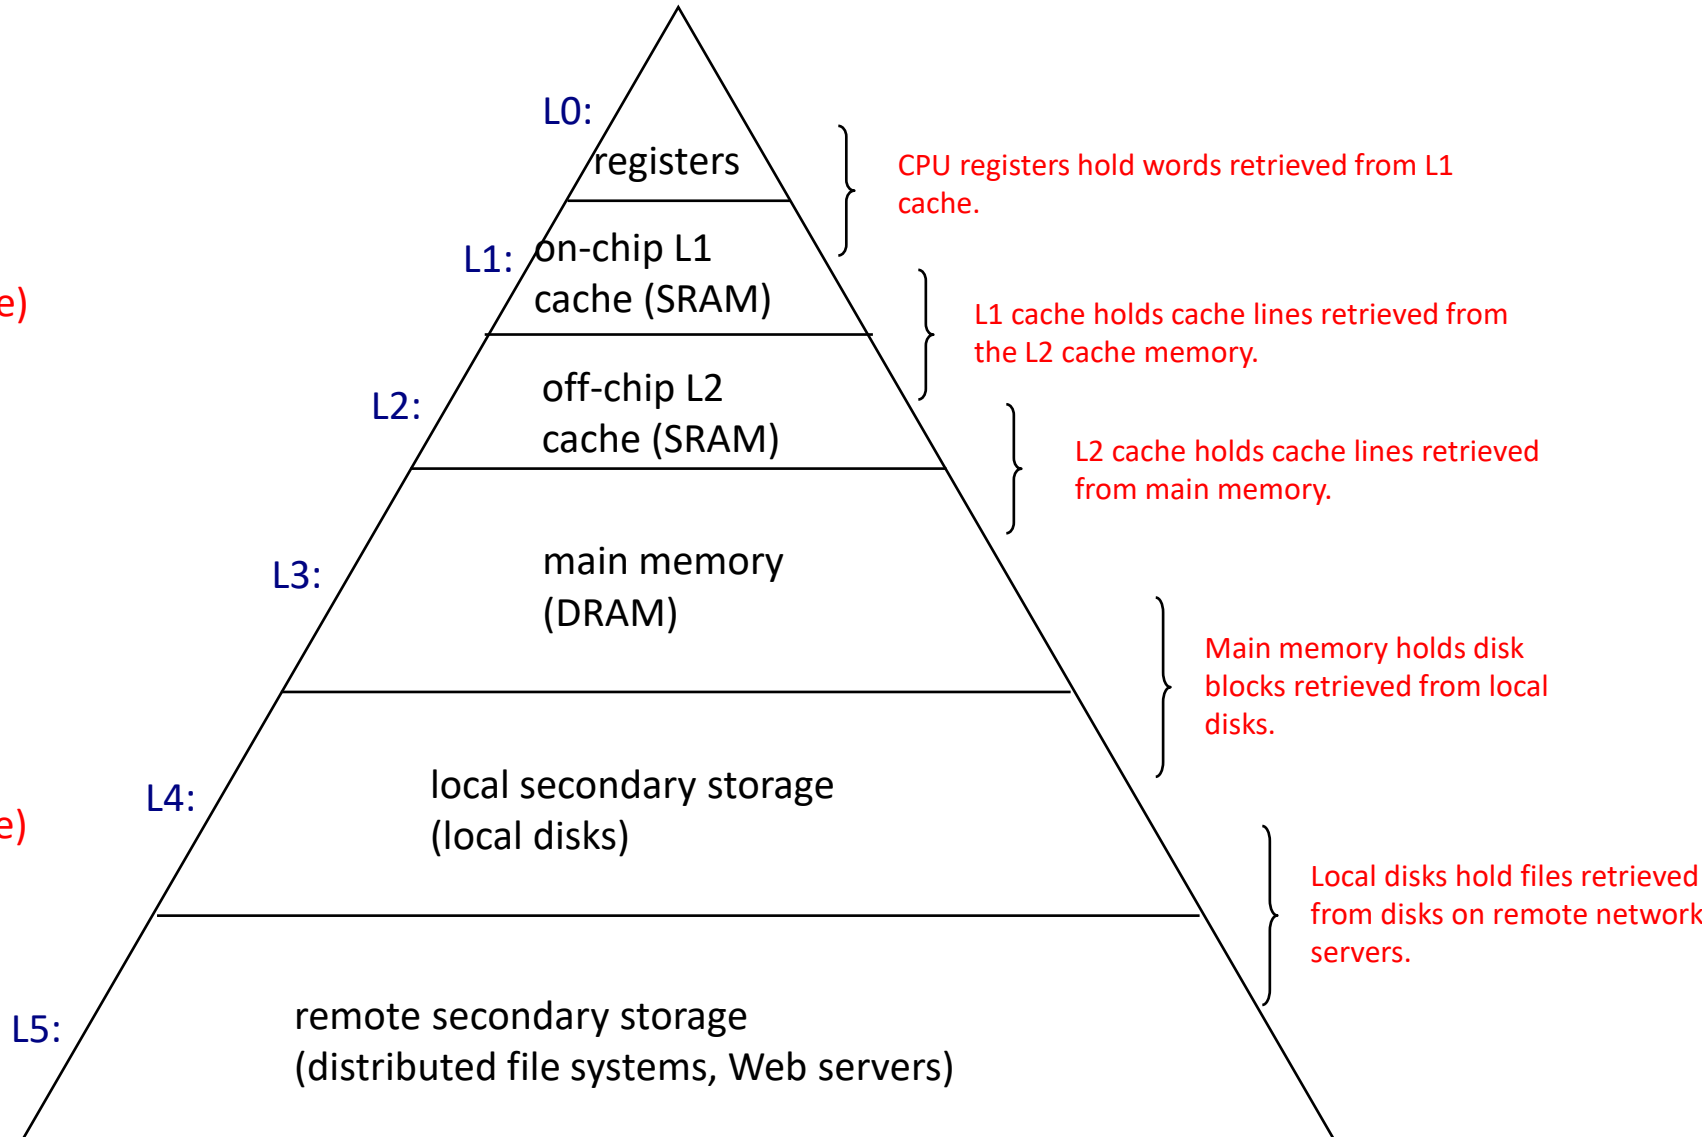 L0:
registers
CPU registers hold words retrieved from L1
cache.
L1:
on-chip L1
cache (SRAM)
e)
L1 cache holds cache lines retrieved from
the L2 cache memory.
L2:
off-chip L2
cache (SRAM)
L2 cache holds cache lines retrieved
from main memory.
L3:
main memory
(DRAM)
Main memory holds disk
blocks retrieved from local
disks.
L4:
local secondary storage
(local disks)
e)
Local disks hold files retrieved
from disks on remote network
servers.
L5:
remote secondary storage
(distributed file systems, Web servers)